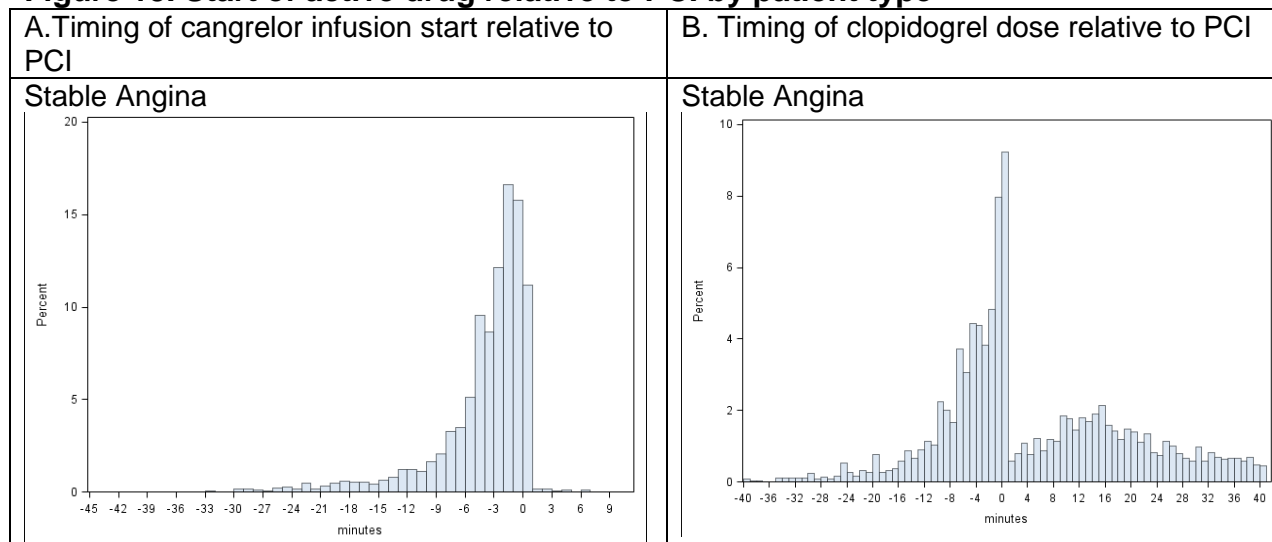 A.Timing of cangrelor infusion start relative to
PCI
B. Timing of clopidogrel dose relative to PCI
Stable Angina
20
15
10
5
0
Percent
-45 -42 -39 -36 -33 -30 -27 -24 -21 -18 -15 -12 -9 -6 -3 0 3 6 9
minutes
Stable Angina
10
8
6
4
2
0
Percent
-40 -36 -32 -28 -24 -20 -16 -12 -8 -4 0 4 8 12 16 20 24 28 32 36 40
minutes